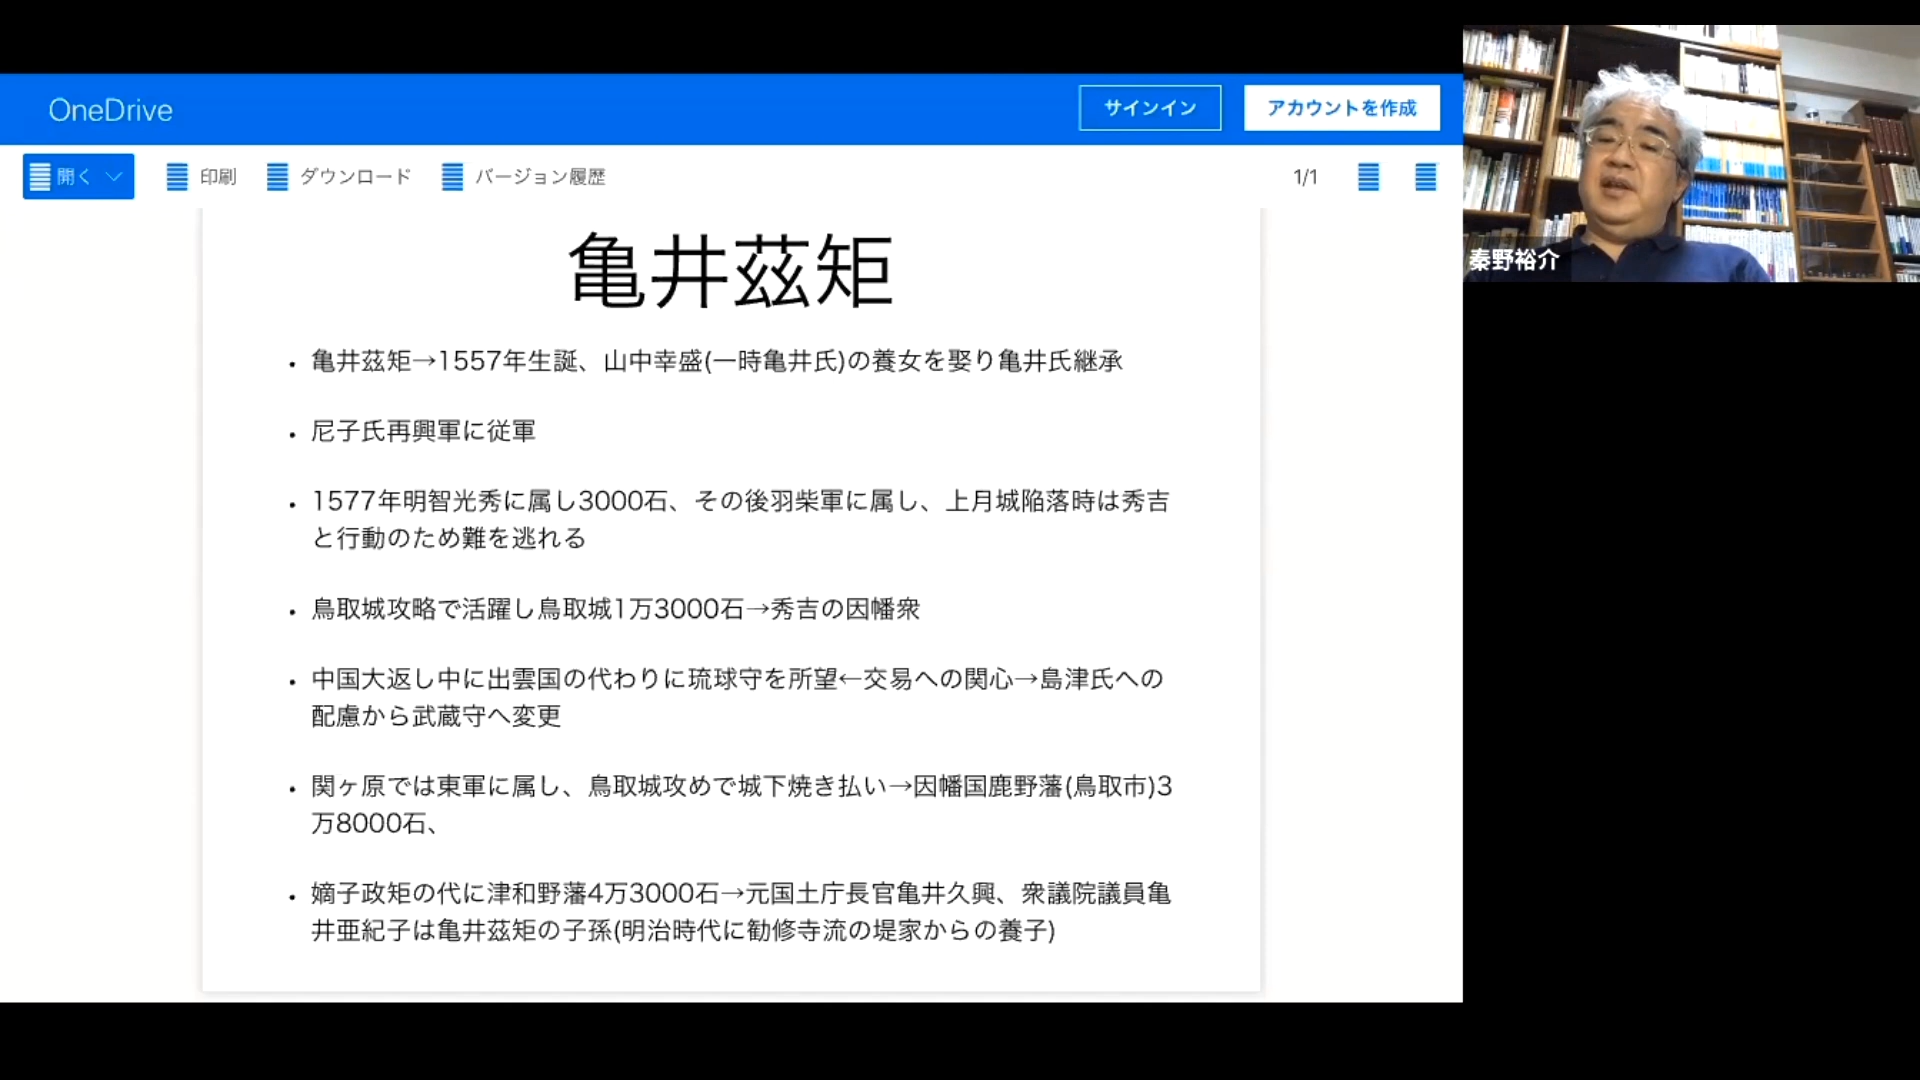 OneDrive
サインイン
アカウントを作成
開く
印刷
ダウンロード
バージョン履歴
1/1
亀井茲矩
・亀井茲矩→1557年生誕、山中幸盛(一時亀井氏)の養女を娶り亀井氏継承
・尼子氏再興軍に従軍
・1577年明智光秀に属し3000石、その後羽柴軍に属し、上月城陥落時は秀吉
と行動のため難を逃れる
・鳥取城攻略で活躍し鳥取城1万3000石→秀吉の因幡衆
・中国大返し中に出雲国の代わりに琉球守を所望←交易への関心→島津氏への
配慮から武蔵守へ変更
・関ヶ原では東軍に属し、鳥取城攻めで城下焼き払い→因幡国鹿野藩(鳥取市)3
万8000石、
・嫡子政矩の代に津和野藩4万3000石→元国土庁長官亀井久興、衆議院議員亀
井亜紀子は亀井茲矩の子孫(明治時代に勧修寺流の堤家からの養子)
秦野裕介